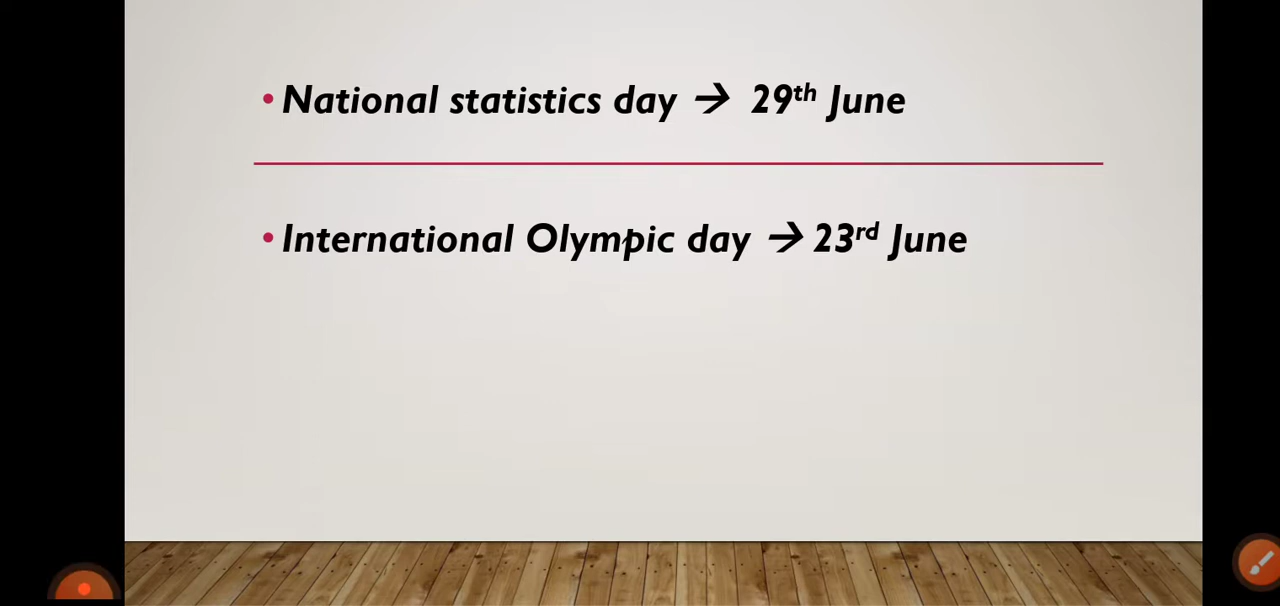 • National statistics day → 29th June
• International Olympic day → 23rd June